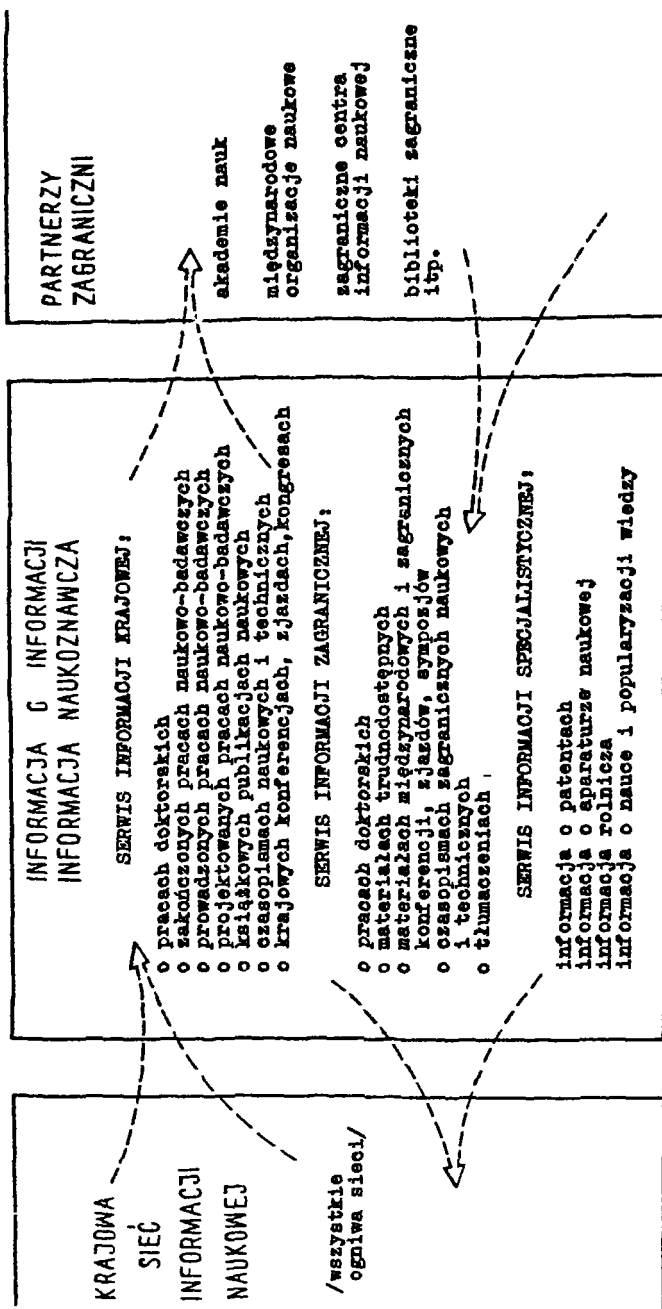 KRAJOWA
SIEĆ
INFORMACJI
NAUKOWEJ
/wszystkie
ogniwa sieci/
INFORMACJA O INFORMACJI
INFORMACJA NAUKOZNAWCZA
SERWIS INFORMACJI KRAJOWEJ:
o pracach doktorskich
o zakończonych pracach naukowo-badawczych
o prowadzonych pracach naukowo-badawczych
o projektowanych pracach naukowo-badawczych
o książkowych publikacjach naukowych
o czasopismach naukowych i technicznych
o krajowych konferencjach, zjazdach,kongresach
SERWIS INFORMACJI ZAGRANICZNEJ:
o pracach doktorskich
o materiałach trudnodostępnych
o materiałach międzynarodowych i zagranicznych
konferencji, zjazdów, sympozjów
o czasopismach zagranicznych naukowych
i technicznych
o tłumaczeniach
SERWIS INFORMACJI SPECJALISTYCZNEJ:
informacja o patentach
informacja o aparaturze naukowej
informacja rolnicza
informacja o nauce i popularyzacji wiedzy
PARTNERZY
ZAGRANICZNI
akademie nauk
międzynarodowe
organizacje naukowe
zagraniczne centra
informacji naukowej
biblioteki zagraniczne
itp.